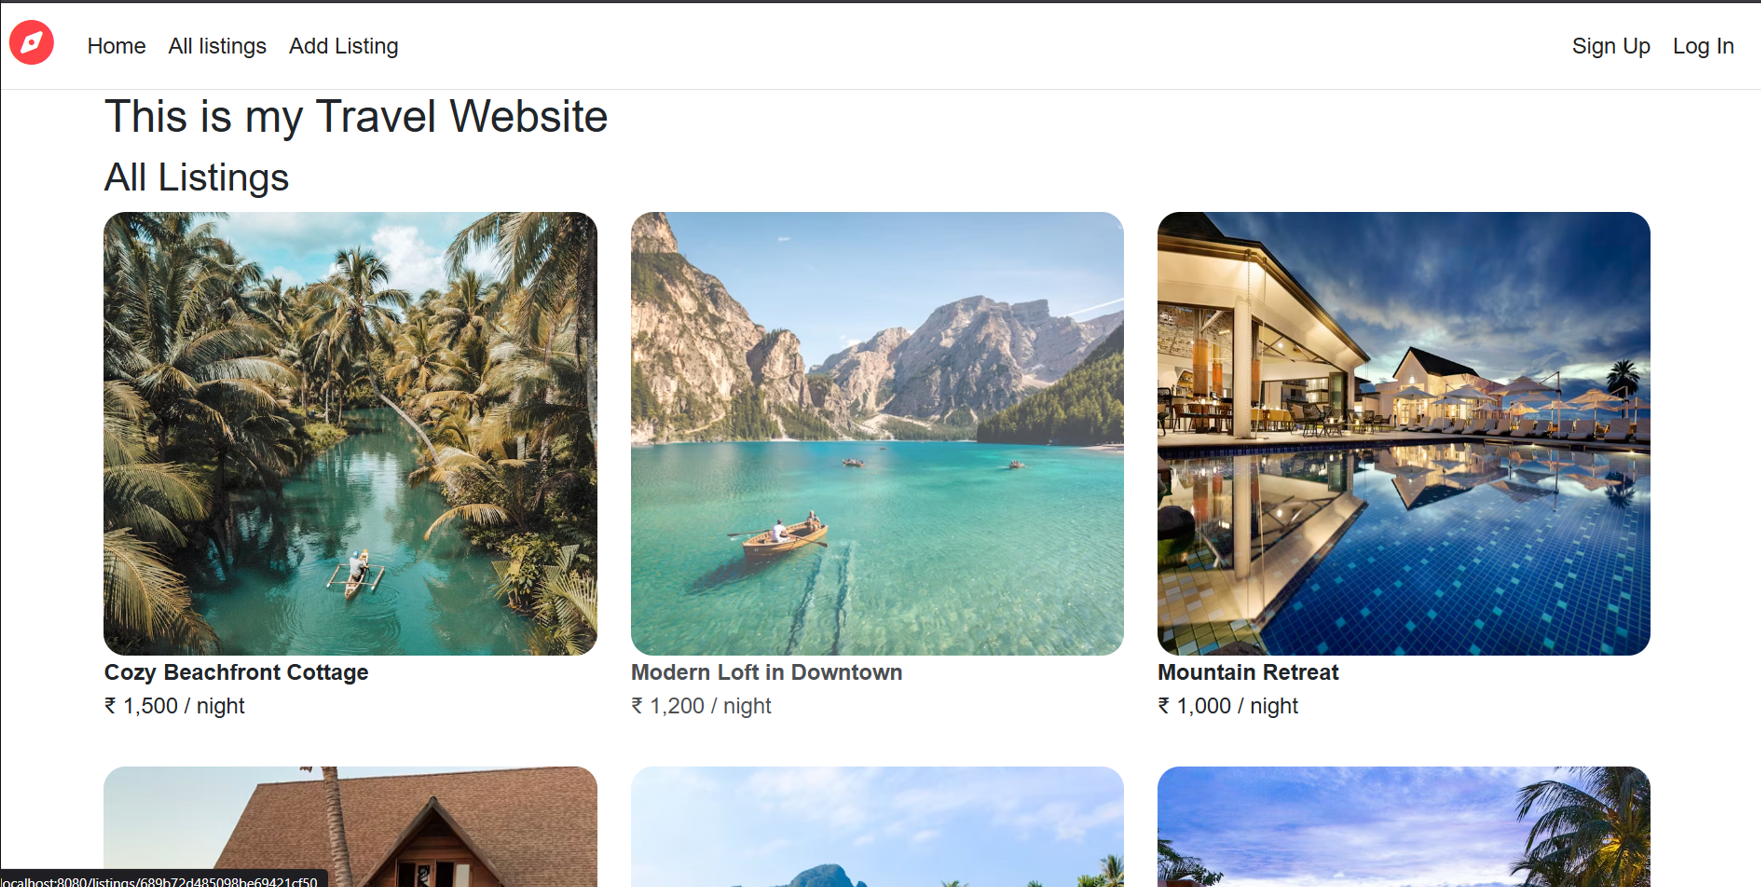 Home All listings Add Listing Sign Up Log In
This is my Travel Website
All Listings
Cozy Beachfront Cottage Modern Loft in Downtown Mountain Retreat
₹ 1,500 / night ₹ 1,200 / night ₹ 1,000 / night
localhost:8080/listings/689b72d485098be69421cf50